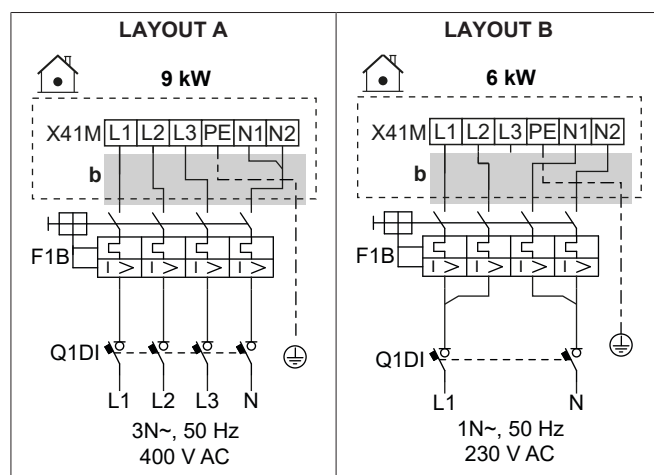 LAYOUT A
9 kW
X41M L1 L2 L3 PE N1 N2
b
F1B I> I> I> I>
Q1DI
L1 L2 L3 N
3N~, 50 Hz
400 V AC
LAYOUT B
6 kW
X41M L1 L2 L3 PE N1 N2
b
F1B I> I> I> I>
Q1DI
L1 N
1N~, 50 Hz
230 V AC